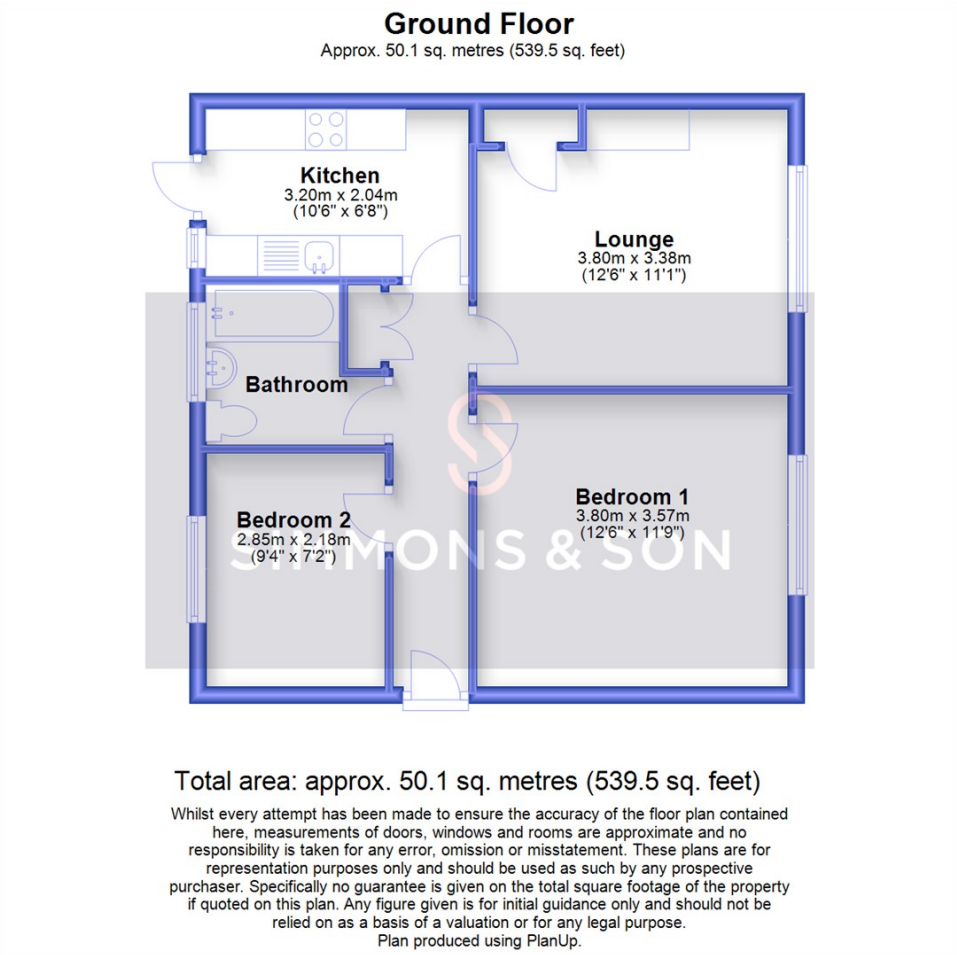 Ground Floor
Approx. 50.1 sq. metres (539.5 sq. feet)
Kitchen
3.20m x 2.04m
(10'6" x 6'8")
Lounge
3.80m x 3.38m
(12'6" x 11'1")
Bathroom
Bedroom 1
3.80m x 3.57m
(12'6" x 11'9")
Bedroom 2
2.85m x 2.18m
(9'4" x 7'2")
SIMMONS & SON
Total area: approx. 50.1 sq. metres (539.5 sq. feet)
Whilst every attempt has been made to ensure the accuracy of the floor plan contained
here, measurements of doors, windows and rooms are approximate and no
responsibility is taken for any error, omission or misstatement. These plans are for
representation purposes only and should be used as such by any prospective
purchaser. Specifically no guarantee is given on the total square footage of the property
if quoted on this plan. Any figure given is for initial guidance only and should not be
relied on as a basis of a valuation or for any legal purpose.
Plan produced using PlanUp.